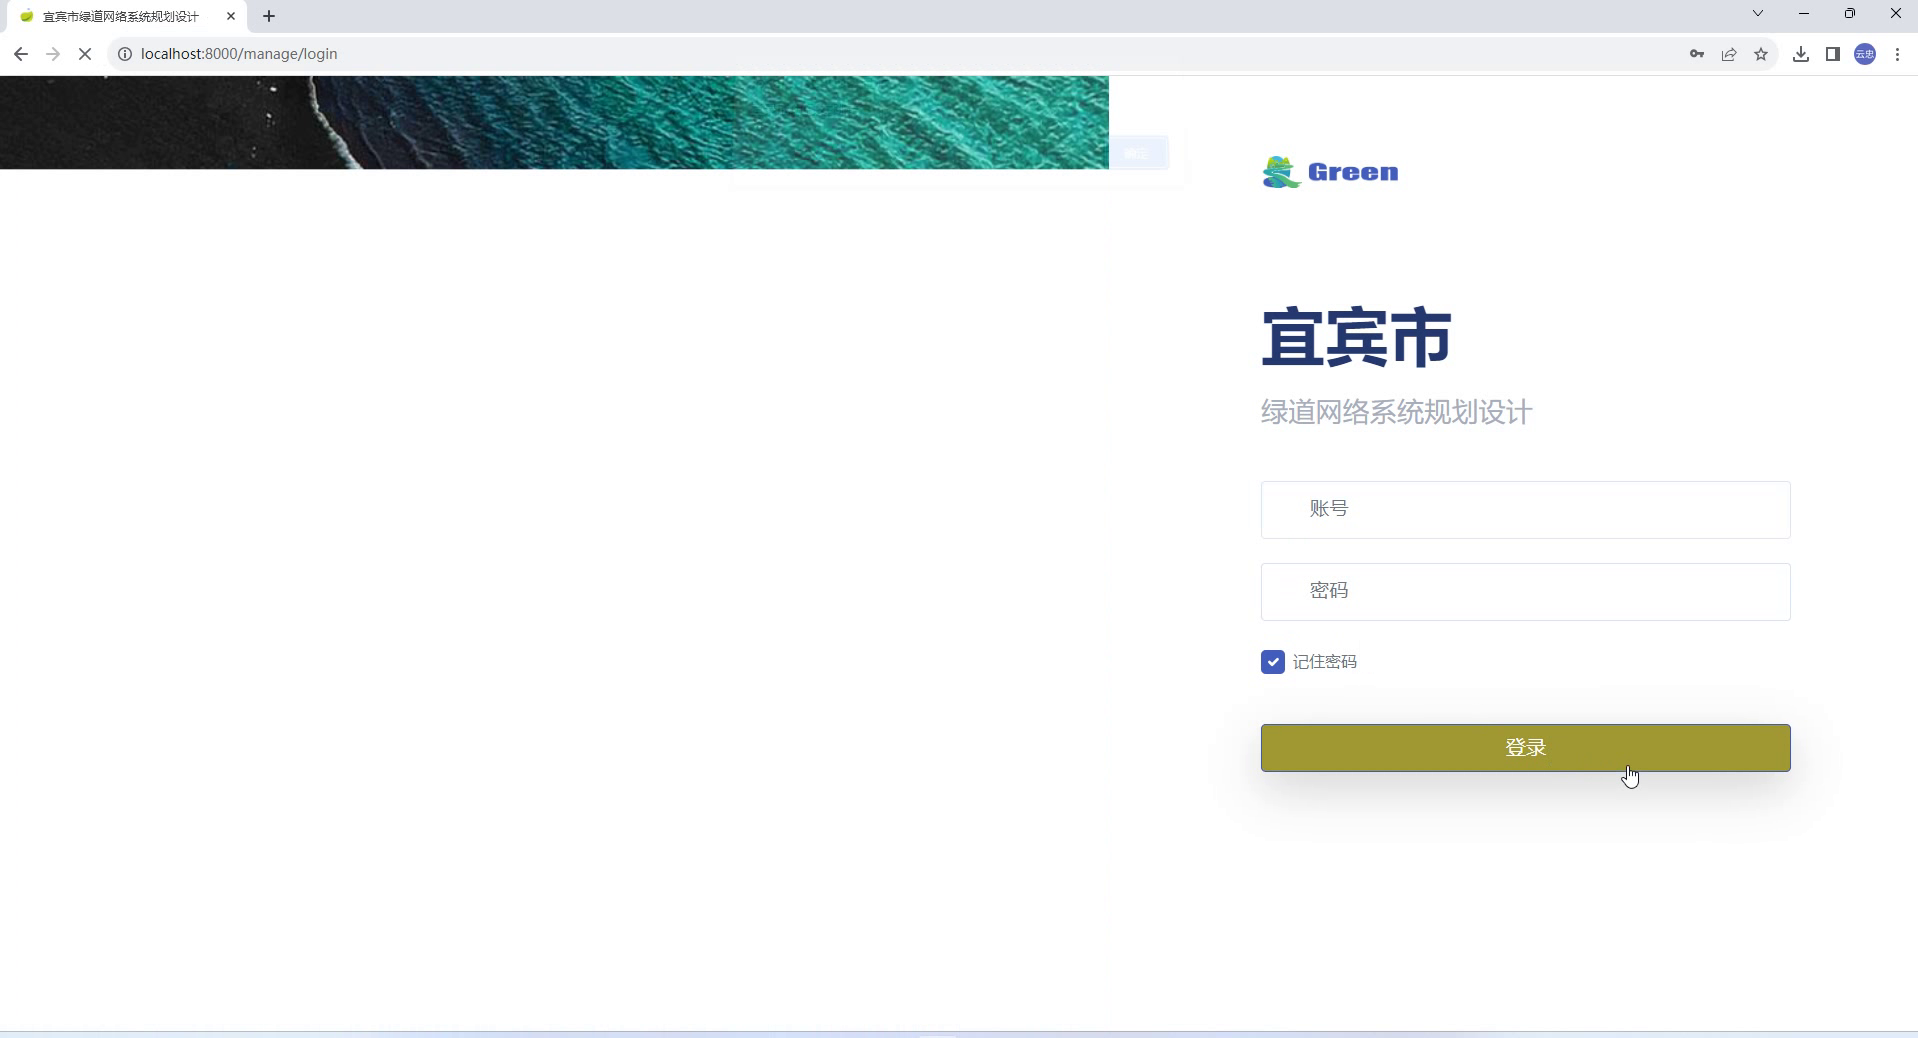 宜宾市绿道网络系统规划设计
localhost:8000/manage/login
云忠
Green
宜宾市
绿道网络系统规划设计
账号
密码
记住密码
登录